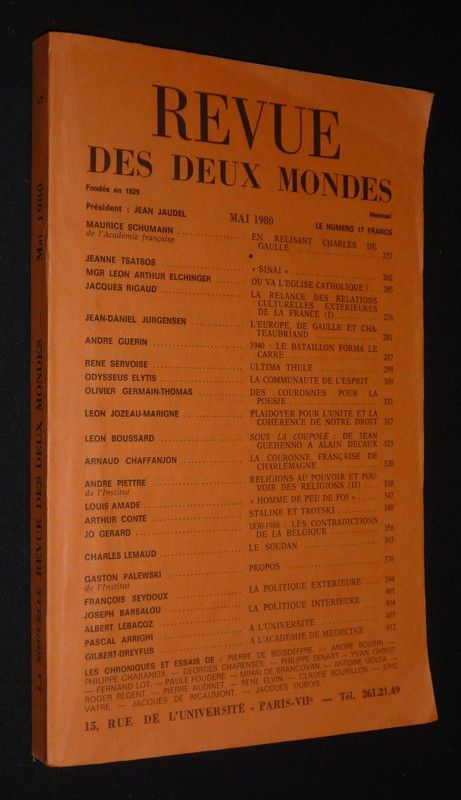 REVUE
DES DEUX MONDES
Fondée en 1829
Mensuel
Président : JEAN JAUDEL
MAI 1980
LE NUMERO 17 FRANCS
MAURICE SCHUMANN
de l'Académie française
EN RELISANT CHARLES DE
GAULLE 257
JEANNE TSATSOS « SINAI » 262
MGR LEON ARTHUR ELCHINGER OU VA L'EGLISE CATHOLIQUE ? 265
JACQUES RIGAUD LA RELANCE DES RELATIONS
CULTURELLES EXTERIEURES
DE LA FRANCE (I) 276
JEAN-DANIEL JURGENSEN L'EUROPE, DE GAULLE ET CHA-
TEAUBRIAND 281
ANDRE GUERIN 1940 : LE BATAILLON FORMA LE
CARRE 287
RENE SERVOISE ULTIMA THULE 299
ODYSSEUS ELYTIS LA COMMUNAUTE DE L'ESPRIT 309
OLIVIER GERMAIN-THOMAS DES COURONNES POUR LA
POESIE 311
LEON JOZEAU-MARIGNE PLAIDOYER POUR L'UNITE ET LA
COHERENCE DE NOTRE DROIT 317
LEON BOUSSARD SOUS LA COUPOLE : DE JEAN
GUEHENNO A ALAIN DECAUX 323
ARNAUD CHAFFANJON LA COURONNE FRANÇAISE DE
CHARLEMAGNE 328
ANDRE PIETTRE
de l'Institut
RELIGIONS AU POUVOIR ET POU-
VOIR DES RELIGIONS (II) 338
LOUIS AMADE « HOMME DE PEU DE FOI » 347
ARTHUR CONTE STALINE ET TROTSKI 348
JO GERARD 1830-1980 : LES CONTRADICTIONS
DE LA BELGIQUE 356
CHARLES LEMAUD LE SOUDAN 363
GASTON PALEWSKI
de l'Institut
PROPOS 376
FRANÇOIS SEYDOUX LA POLITIQUE EXTERIEURE 394
JOSEPH BARSALOU 401
ALBERT LEBACOZ LA POLITIQUE INTERIEURE 404
PASCAL ARRIGHI A L'UNIVERSITE 407
GILBERT-DREYFUS A L'ACADEMIE DE MEDECINE 412
LES CHRONIQUES ET ESSAIS DE : PIERRE DE BOISDEFFRE. — ANDRE BOURIN. —
PHILIPPE CHABANEIX. — GEORGES CHARENSOL. — PHILIPPE SENART. — YVAN CHRIST.
— FERNAND LOT. — PAULE FOUGERE. — MIHAI DE BRANCOVAN. — ANTOINE GOLEA. —
ROGER REGENT. — PIERRE AUDINET. — RENE ELVIN. — CLAUDE BOURILLON. — ERIC
VATRE. — JACQUES DE RICAUMONT. — JACQUES DUBOIS.
15, RUE DE L'UNIVERSITÉ - PARIS-VIIe — Tél. 261.21.49
REVUE DES DEUX MONDES
Mai 1980